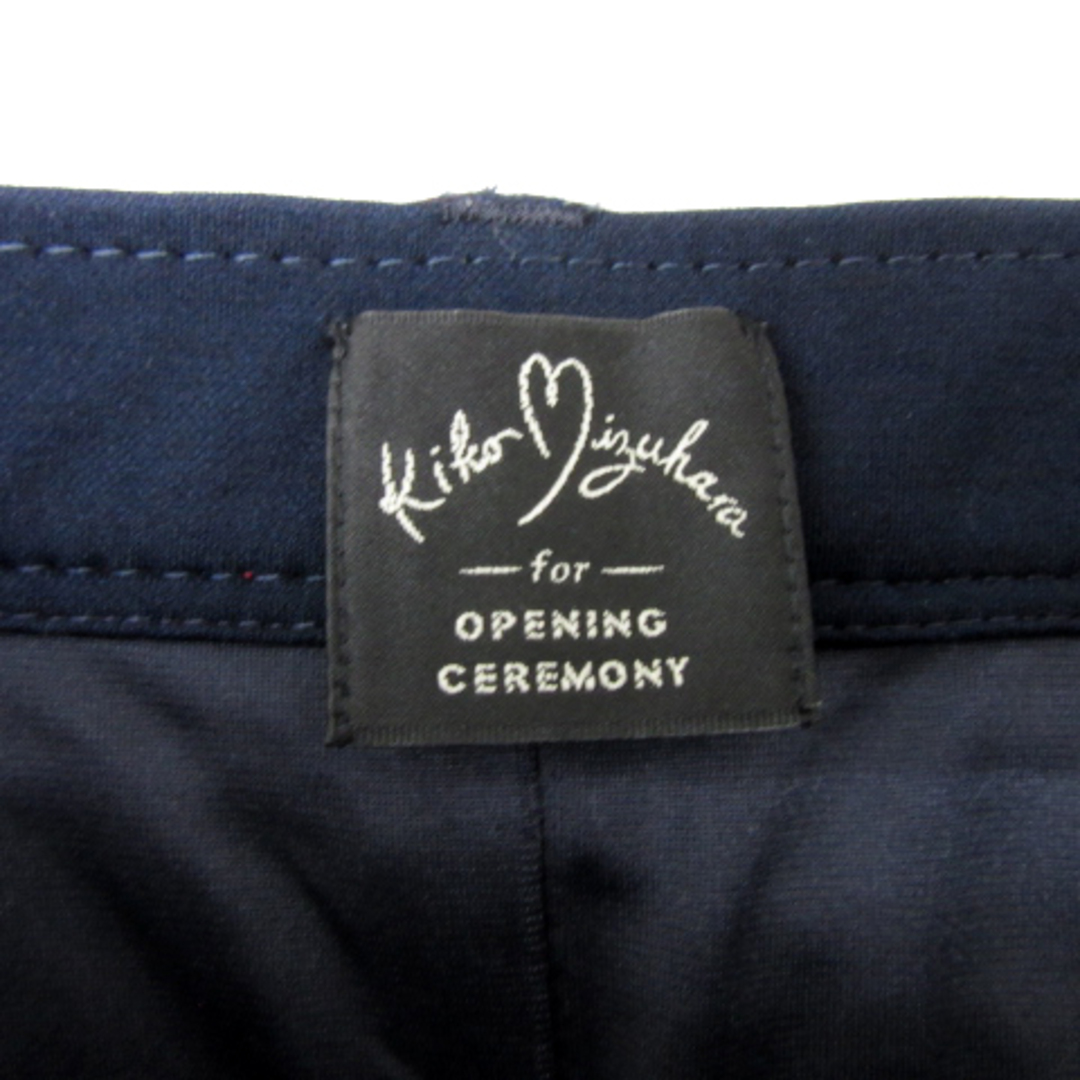 Kiko Mizuhara
for
OPENING
CEREMONY